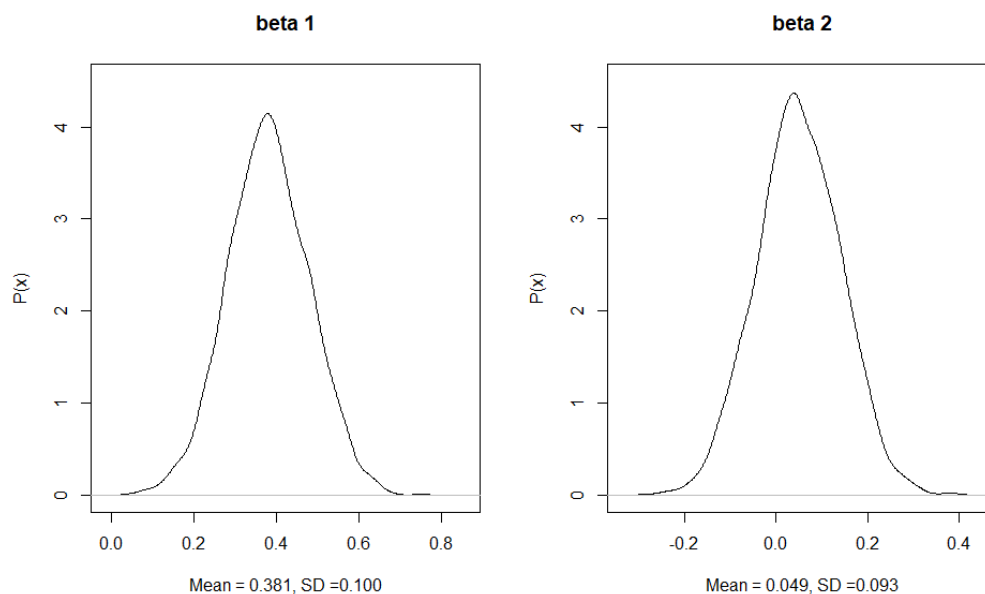 beta 1
P(x)
4
3
2
1
0
0.0 0.2 0.4 0.6 0.8
Mean = 0.381, SD =0.100
beta 2
P(x)
4
3
2
1
0
-0.2 0.0 0.2 0.4
Mean = 0.049, SD =0.093